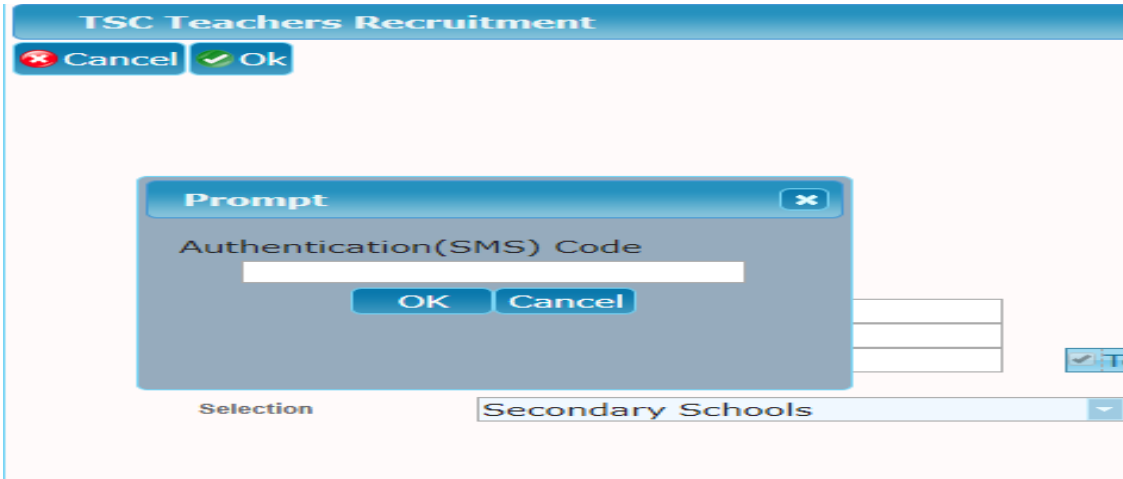 TSC Teachers Recruitment
Cancel Ok
Prompt
Authentication(SMS) Code
OK Cancel
Selection Secondary Schools